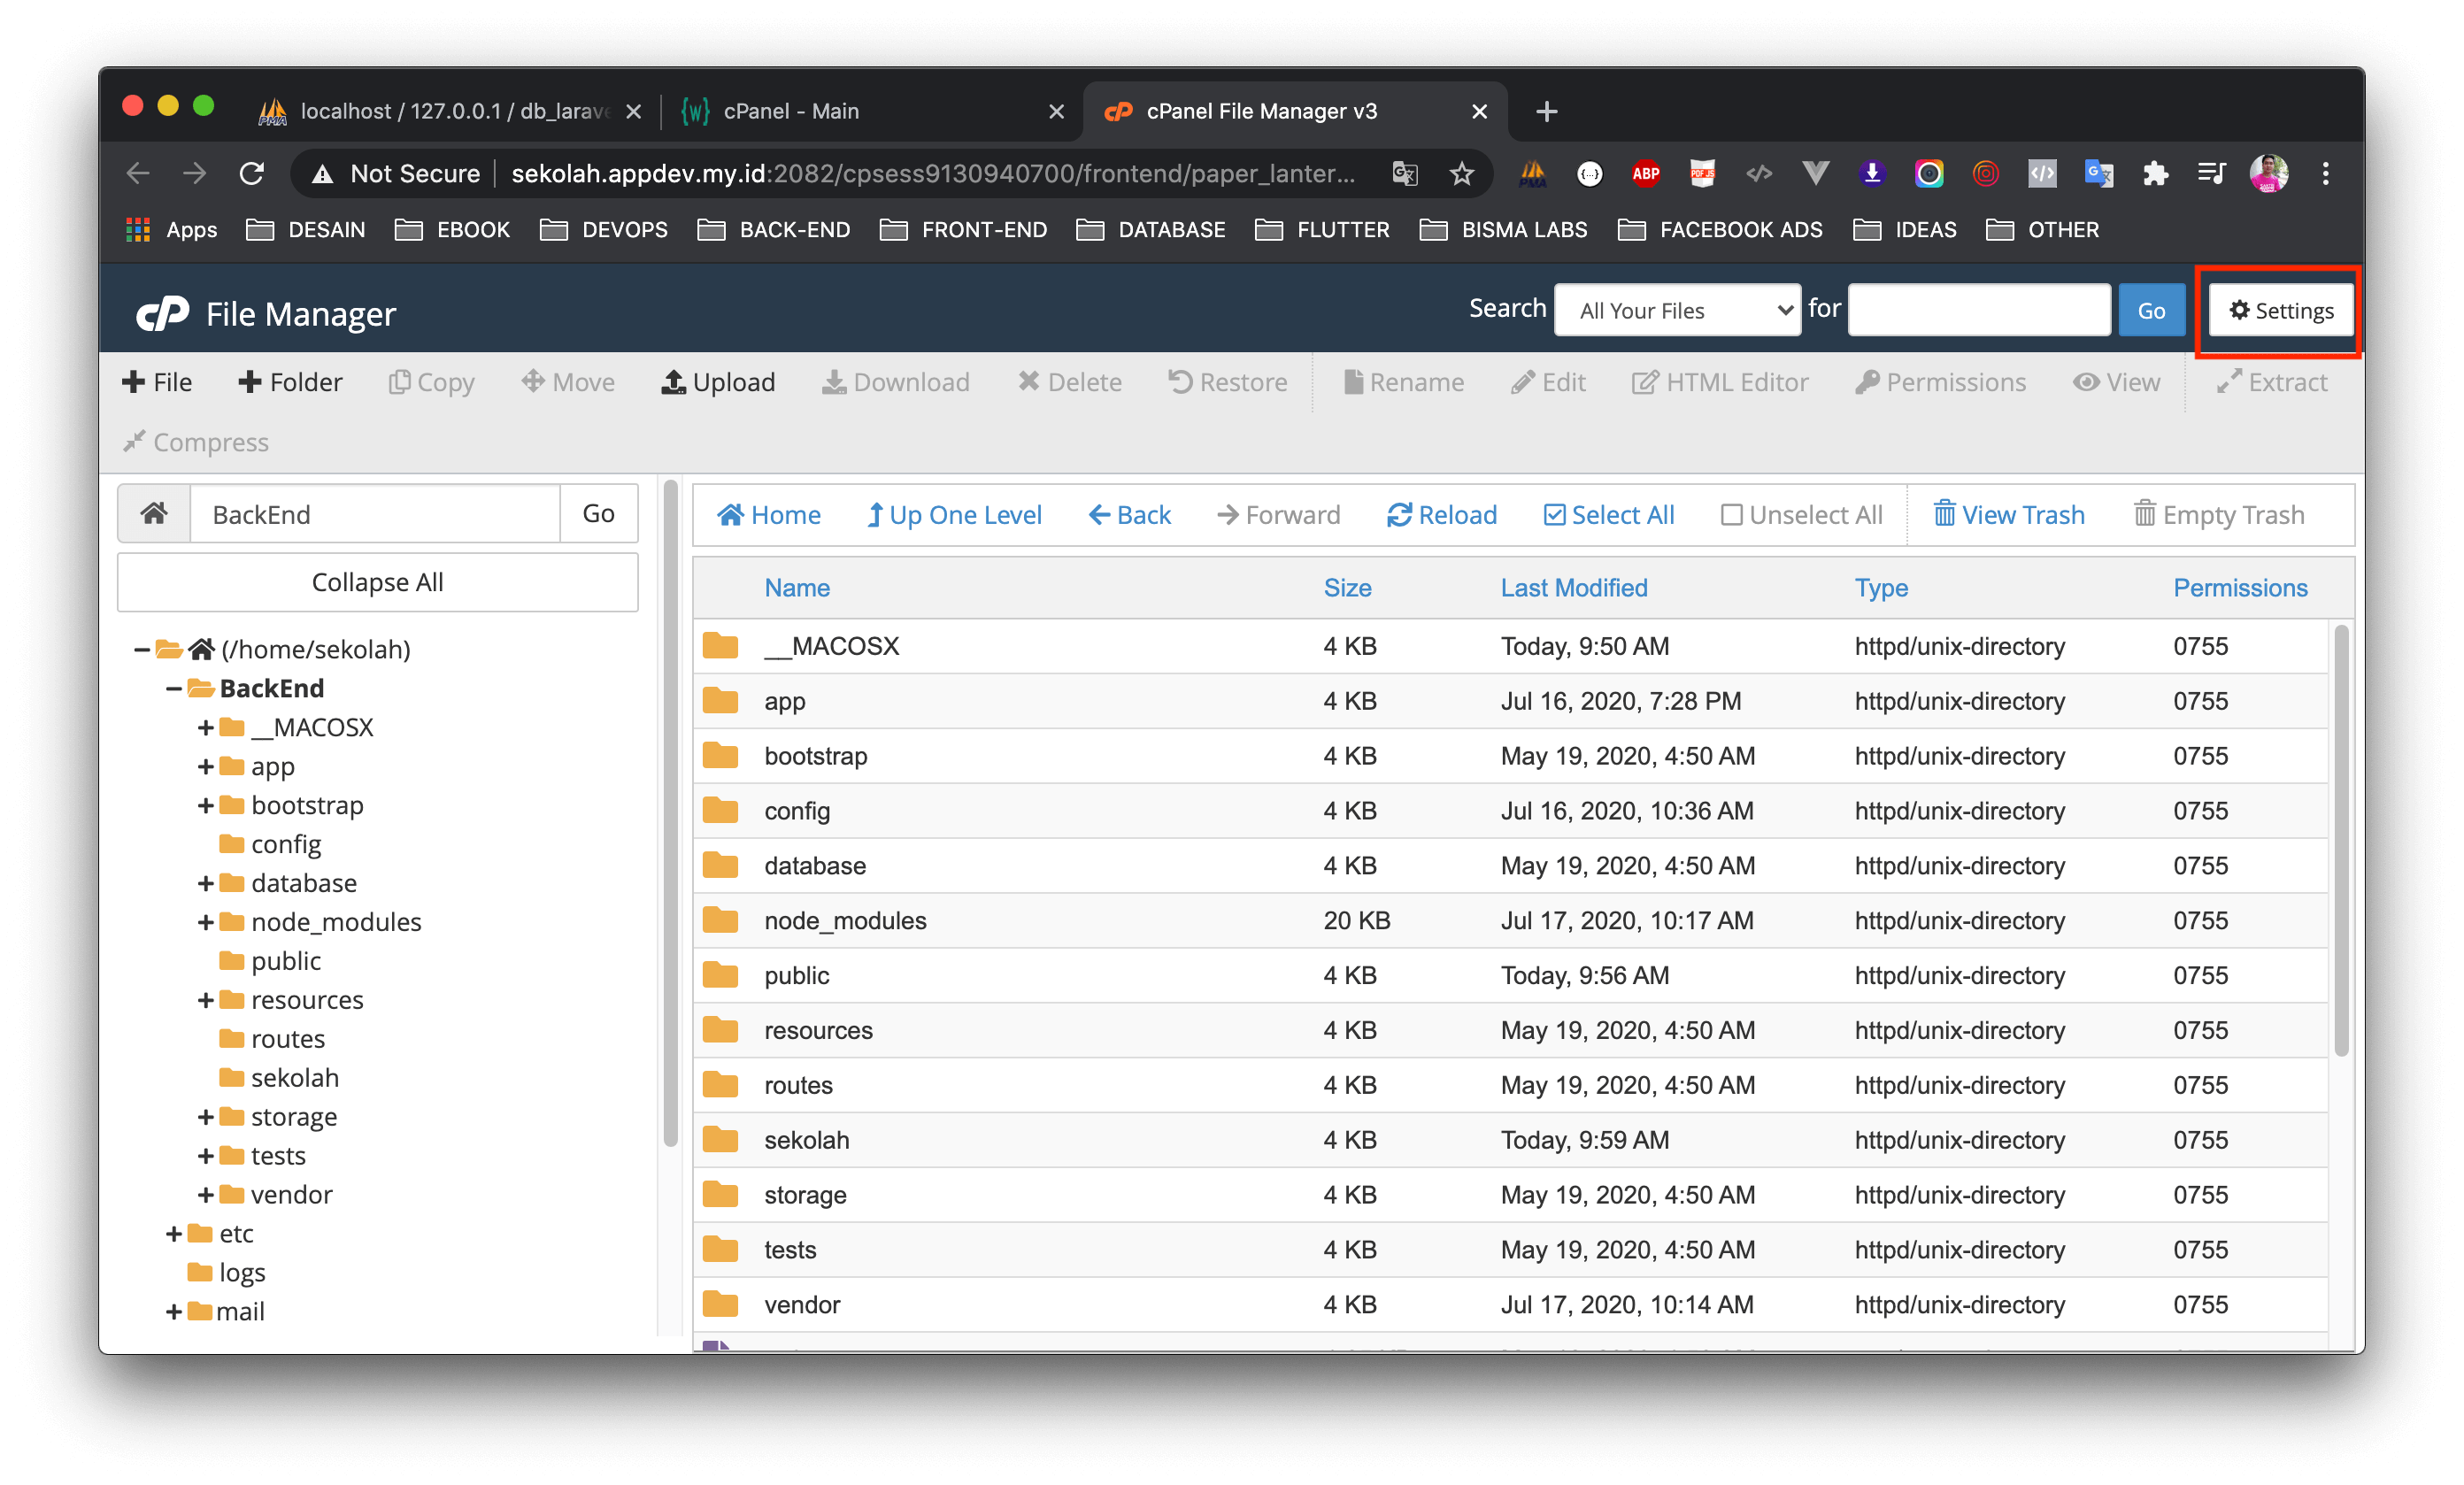 localhost / 127.0.0.1 / db_larave
cPanel - Main
cPanel File Manager v3
Not Secure
sekolah.appdev.my.id:2082/cpsess9130940700/frontend/paper_lanter...
Apps DESAIN EBOOK DEVOPS BACK-END FRONT-END DATABASE FLUTTER BISMA LABS FACEBOOK ADS IDEAS OTHER
cP File Manager
Search All Your Files for Go Settings
File Folder Copy Move Upload Download Delete Restore Rename Edit HTML Editor Permissions View Extract
Compress
BackEnd Go
Collapse All
(/home/sekolah)
BackEnd
__MACOSX
app
bootstrap
config
database
node_modules
public
resources
routes
sekolah
storage
tests
vendor
etc
logs
mail
Home Up One Level Back Forward Reload Select All Unselect All View Trash Empty Trash
Name Size Last Modified Type Permissions
__MACOSX 4 KB Today, 9:50 AM httpd/unix-directory 0755
app 4 KB Jul 16, 2020, 7:28 PM httpd/unix-directory 0755
bootstrap 4 KB May 19, 2020, 4:50 AM httpd/unix-directory 0755
config 4 KB Jul 16, 2020, 10:36 AM httpd/unix-directory 0755
database 4 KB May 19, 2020, 4:50 AM httpd/unix-directory 0755
node_modules 20 KB Jul 17, 2020, 10:17 AM httpd/unix-directory 0755
public 4 KB Today, 9:56 AM httpd/unix-directory 0755
resources 4 KB May 19, 2020, 4:50 AM httpd/unix-directory 0755
routes 4 KB May 19, 2020, 4:50 AM httpd/unix-directory 0755
sekolah 4 KB Today, 9:59 AM httpd/unix-directory 0755
storage 4 KB May 19, 2020, 4:50 AM httpd/unix-directory 0755
tests 4 KB May 19, 2020, 4:50 AM httpd/unix-directory 0755
vendor 4 KB Jul 17, 2020, 10:14 AM httpd/unix-directory 0755